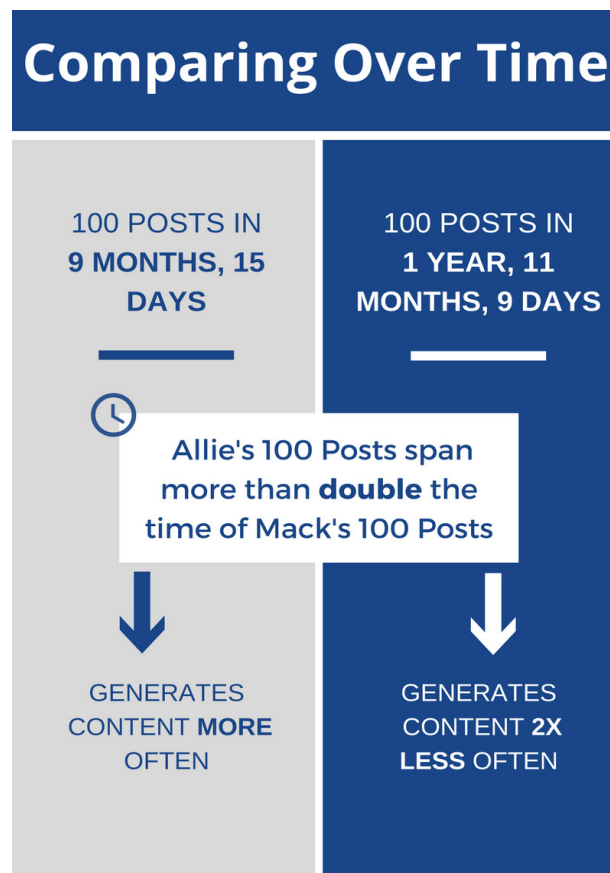 Comparing Over Time
100 POSTS IN
9 MONTHS, 15
DAYS
100 POSTS IN
1 YEAR, 11
MONTHS, 9 DAYS
Allie's 100 Posts span
more than double the
time of Mack's 100 Posts
GENERATES
CONTENT MORE
OFTEN
GENERATES
CONTENT 2X
LESS OFTEN